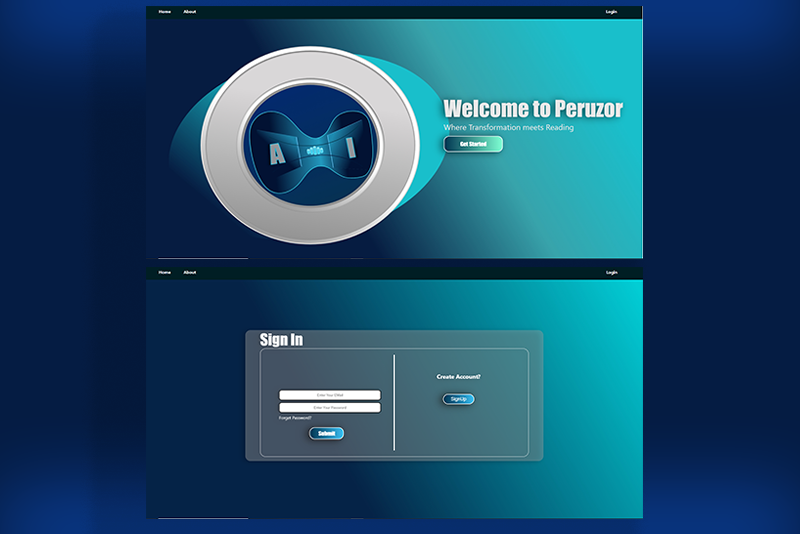 Home About Login
A I
Welcome to Peruzor
Where Transformation meets Reading
Get Started
Home About Login
Sign In
Create Account?
Enter Your EMail
SignUp
Enter Your Password
Forgot Password?
Submit